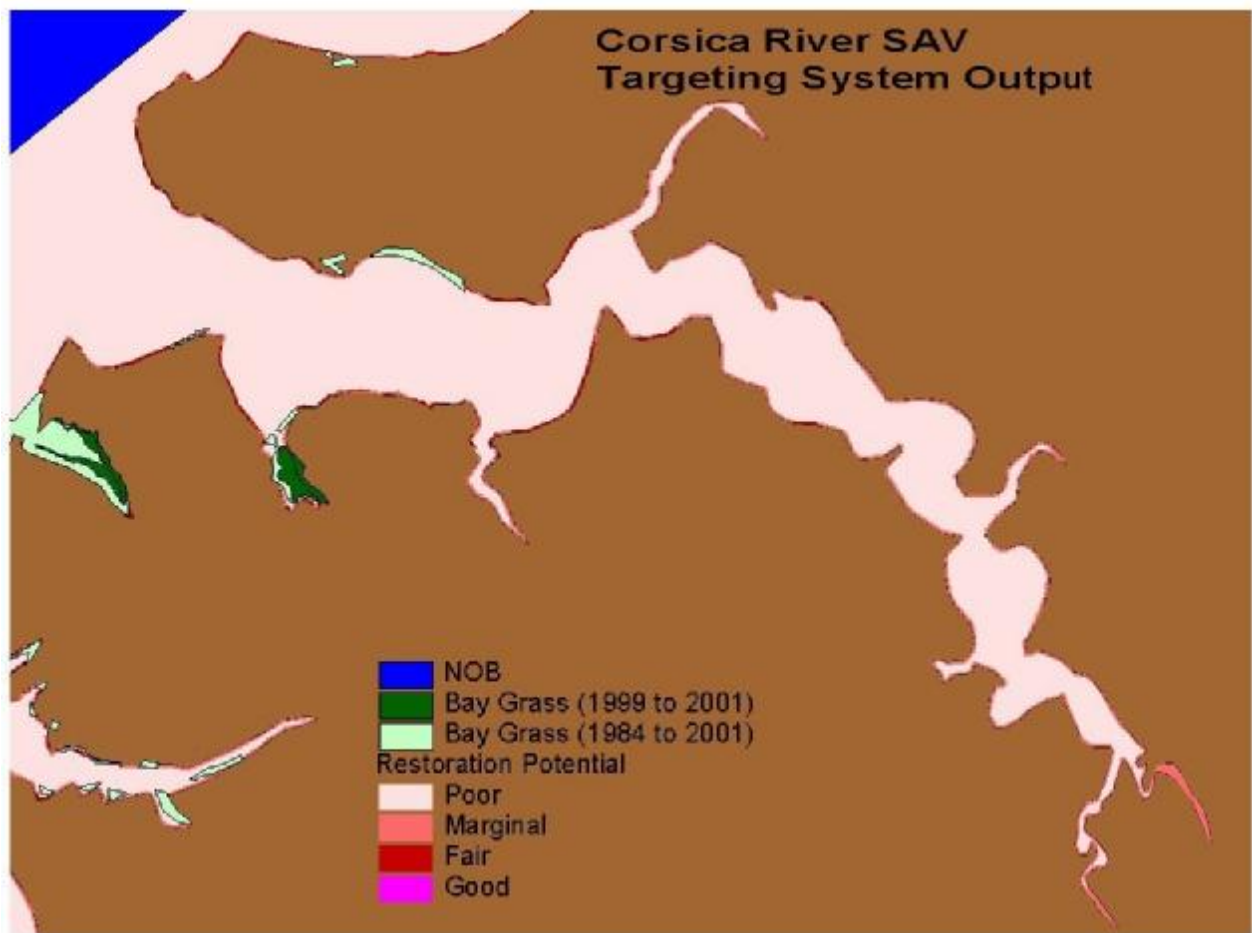 Corsica River SAV
Targeting System Output
NOB
Bay Grass (1999 to 2001)
Bay Grass (1984 to 2001)
Restoration Potential
Poor
Marginal
Fair
Good